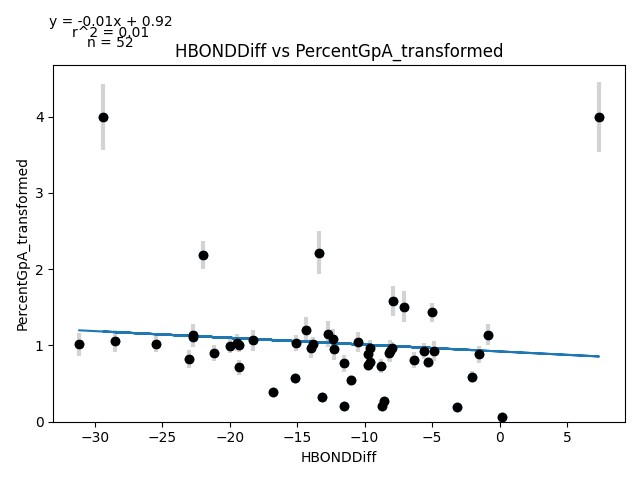 y = -0.01x + 0.92
r^2 = 0.01
n = 52
HBONDDiff vs PercentGpA_transformed
PercentGpA_transformed
4
3
2
1
0
−30
−25
−20
−15
−10
−5
0
5
HBONDDiff